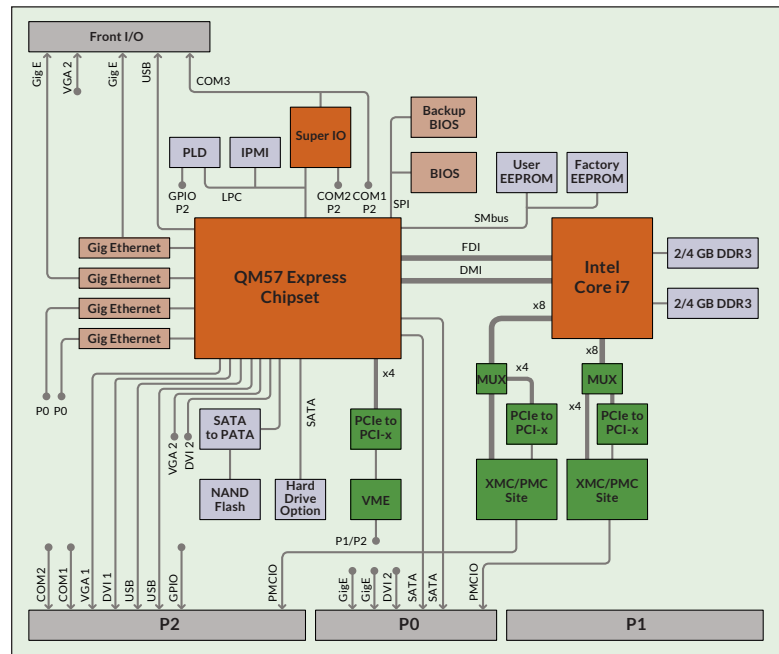 Front I/O
Gig E
VGA 2
Gig E
USB
COM3
Super IO
Backup
BIOS
BIOS
PLD
IPMI
User
EEPROM
Factory
EEPROM
GPIO
P2
LPC
COM2
P2
COM1
P2
SPI
SMbus
Gig Ethernet
Gig Ethernet
Gig Ethernet
Gig Ethernet
QM57 Express
Chipset
FDI
DMI
Intel
Core i7
2/4 GB DDR3
2/4 GB DDR3
x8
x8
x4
x4
x4
MUX
MUX
P0
P0
VGA 2
DVI 2
SATA
to PATA
SATA
PCIe to
PCI-x
PCIe to
PCI-x
PCIe to
PCI-x
NAND
Flash
Hard
Drive
Option
VME
XMC/PMC
Site
XMC/PMC
Site
P1/P2
COM2
COM1
VGA 1
DVI 1
USB
USB
GPIO
PMCIO
GigE
GigE
DVI 2
SATA
SATA
PMCIO
P2
P0
P1